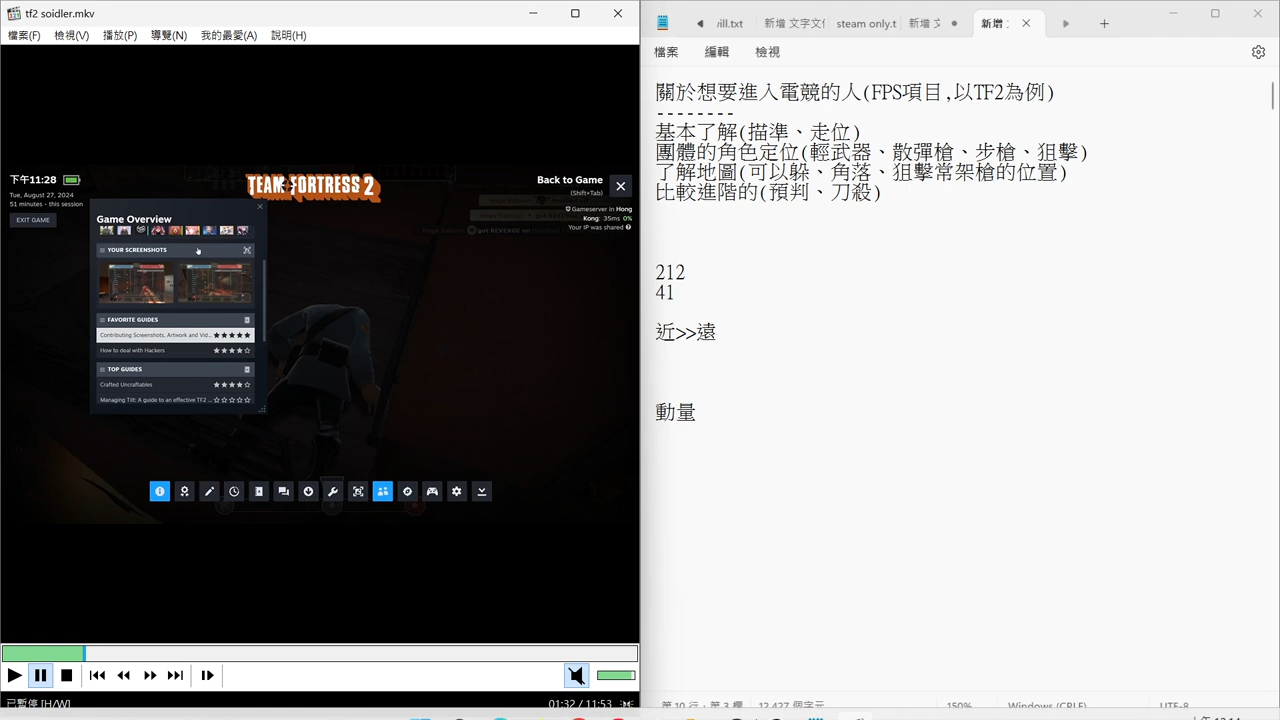 tf2 soidler.mkv
檔案(F) 檢視(V) 播放(P) 導覽(N) 我的最愛(A) 說明(H)
下午11:28
Tue, August 27, 2024
51 minutes - this session
EXIT GAME
TEAM FORTRESS 2
Back to Game
(Shift+Tab)
Gameserver in Hong
Kong: 35ms 0%
Your IP was shared
got REVENGE on
Game Overview
YOUR SCREENSHOTS
FAVORITE GUIDES
Contributing Screenshots, Artwork and Vid... ★★★★★
How to deal with Hackers ★★★★☆
TOP GUIDES
Crafted Uncraftables ★★★★☆
Managing Tilt: A guide to an effective TF2 ... ☆☆☆☆☆
已暫停 [H/W]
01:32 / 11:53
ill.txt 新增 文字文 steam only.t 新增 新增
檔案 編輯 檢視
關於想要進入電競的人(FPS項目,以TF2為例)
--------
基本了解(描準、走位)
團體的角色定位(輕武器、散彈槍、步槍、狙擊)
了解地圖(可以躲、角落、狙擊常架槍的位置)
比較進階的(預判、刀殺)
212
41
近>>遠
動量
第 10 行，第 3 欄 12,427 個字元 150% Windows (CRLF) UTF-8